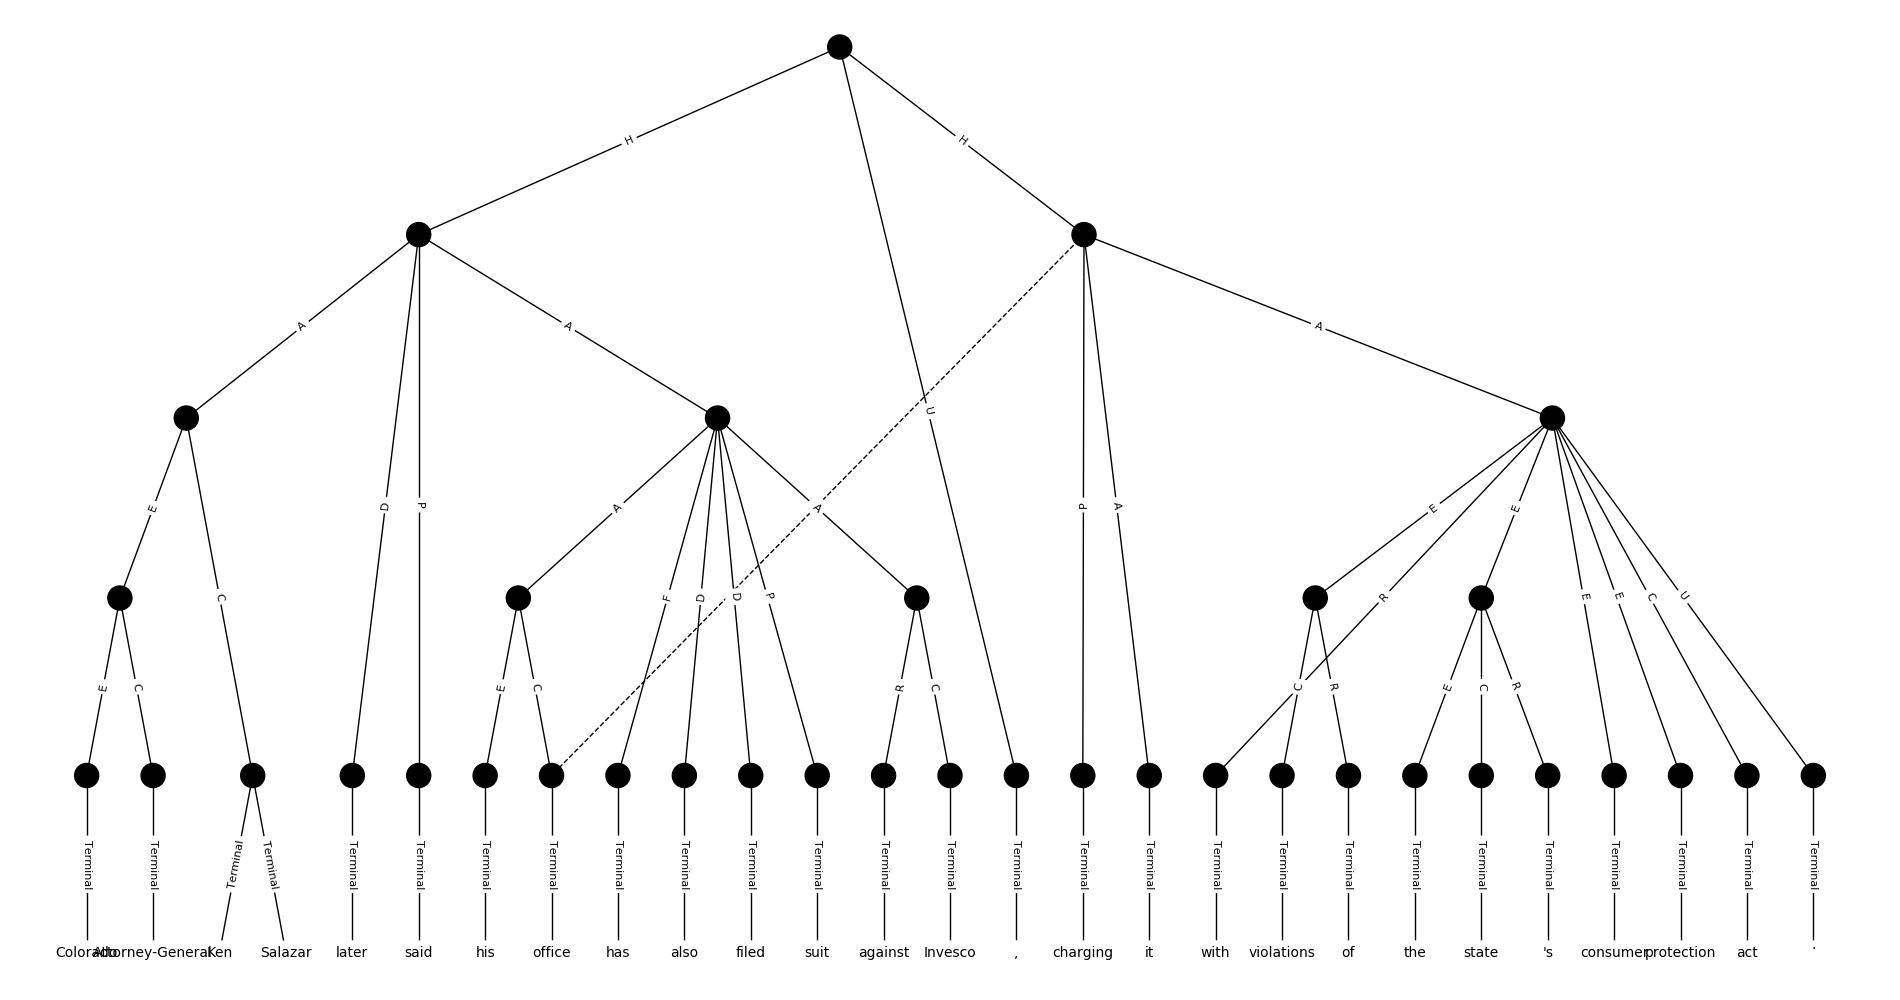 H H
A D P A U P A A
E C A F D D P A E R E E E C U
E C E C R C C R E C R
Terminal Terminal Terminal Terminal Terminal Terminal Terminal Terminal Terminal Terminal Terminal Terminal Terminal Terminal Terminal Terminal Terminal Terminal Terminal Terminal Terminal Terminal Terminal Terminal Terminal Terminal Terminal
Colorado Attorney-General Ken Salazar later said his office has also filed suit against Invesco , charging it with violations of the state 's consumer protection act .